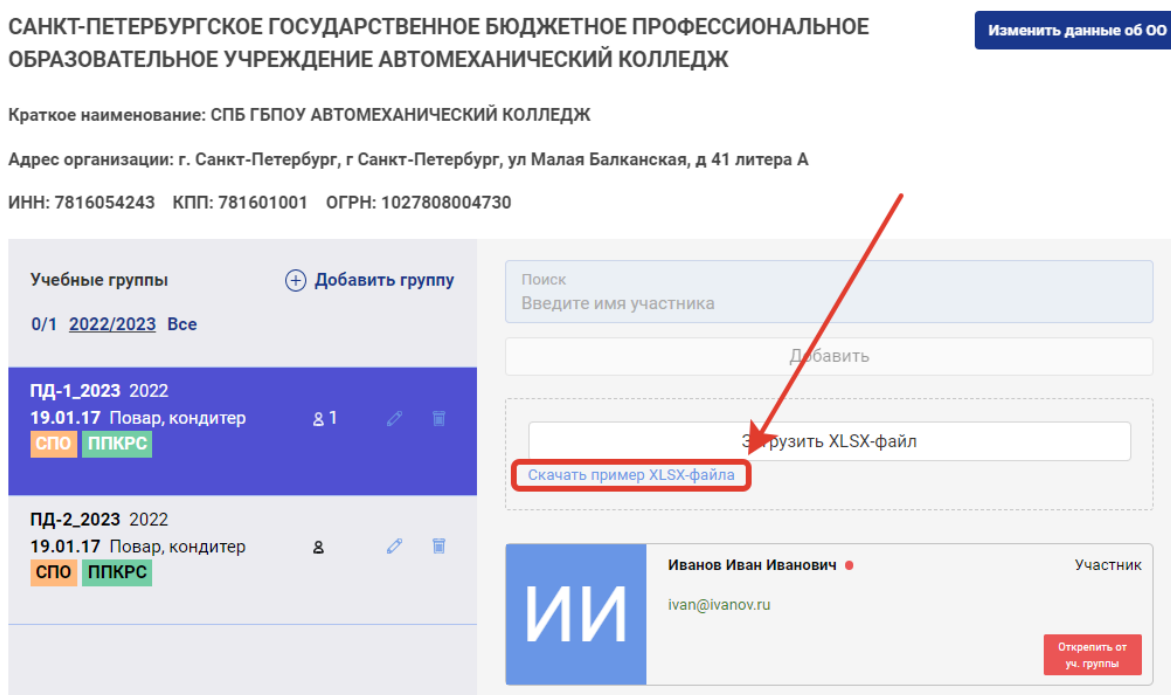 САНКТ-ПЕТЕРБУРГСКОЕ ГОСУДАРСТВЕННОЕ БЮДЖЕТНОЕ ПРОФЕССИОНАЛЬНОЕ
ОБРАЗОВАТЕЛЬНОЕ УЧРЕЖДЕНИЕ АВТОМЕХАНИЧЕСКИЙ КОЛЛЕДЖ
Изменить данные об ОО
Краткое наименование: СПБ ГБПОУ АВТОМЕХАНИЧЕСКИЙ КОЛЛЕДЖ
Адрес организации: г. Санкт-Петербург, г Санкт-Петербург, ул Малая Балканская, д 41 литера А
ИНН: 7816054243 КПП: 781601001 ОГРН: 1027808004730
Учебные группы
Добавить группу
0/1 2022/2023 Все
ПД-1_2023 2022
19.01.17 Повар, кондитер 1
СПО ППКРС
ПД-2_2023 2022
19.01.17 Повар, кондитер
СПО ППКРС
Поиск
Введите имя участника
Добавить
Загрузить XLSX-файл
Скачать пример XLSX-файла
ИИ
Иванов Иван Иванович
Участник
ivan@ivanov.ru
Открепить от
уч. группы